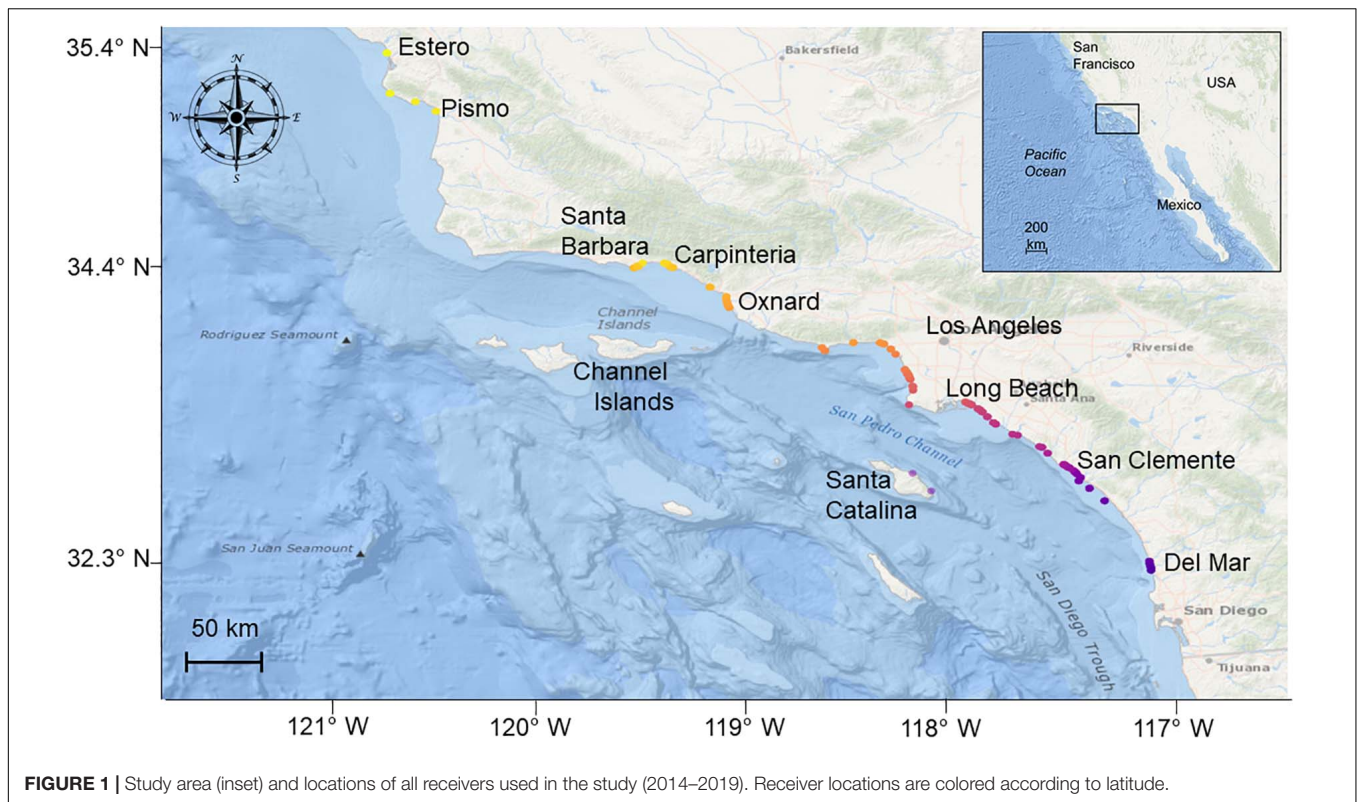 35.4° N
34.4° N
32.3° N
N
W
E
S
Estero
Pismo
Bakersfield
San
Francisco
USA
Pacific
Ocean
Mexico
200
km
Santa
Barbara
Carpinteria
Oxnard
Channel
Islands
Rodriguez Seamount
Channel
Islands
Los Angeles
Riverside
Long Beach
Santa Ana
San Pedro Channel
San Clemente
Santa
Catalina
San Juan Seamount
Del Mar
San Diego Trough
San Diego
Tijuana
50 km
121° W
120° W
119° W
118° W
117° W
FIGURE 1 | Study area (inset) and locations of all receivers used in the study (2014–2019). Receiver locations are colored according to latitude.